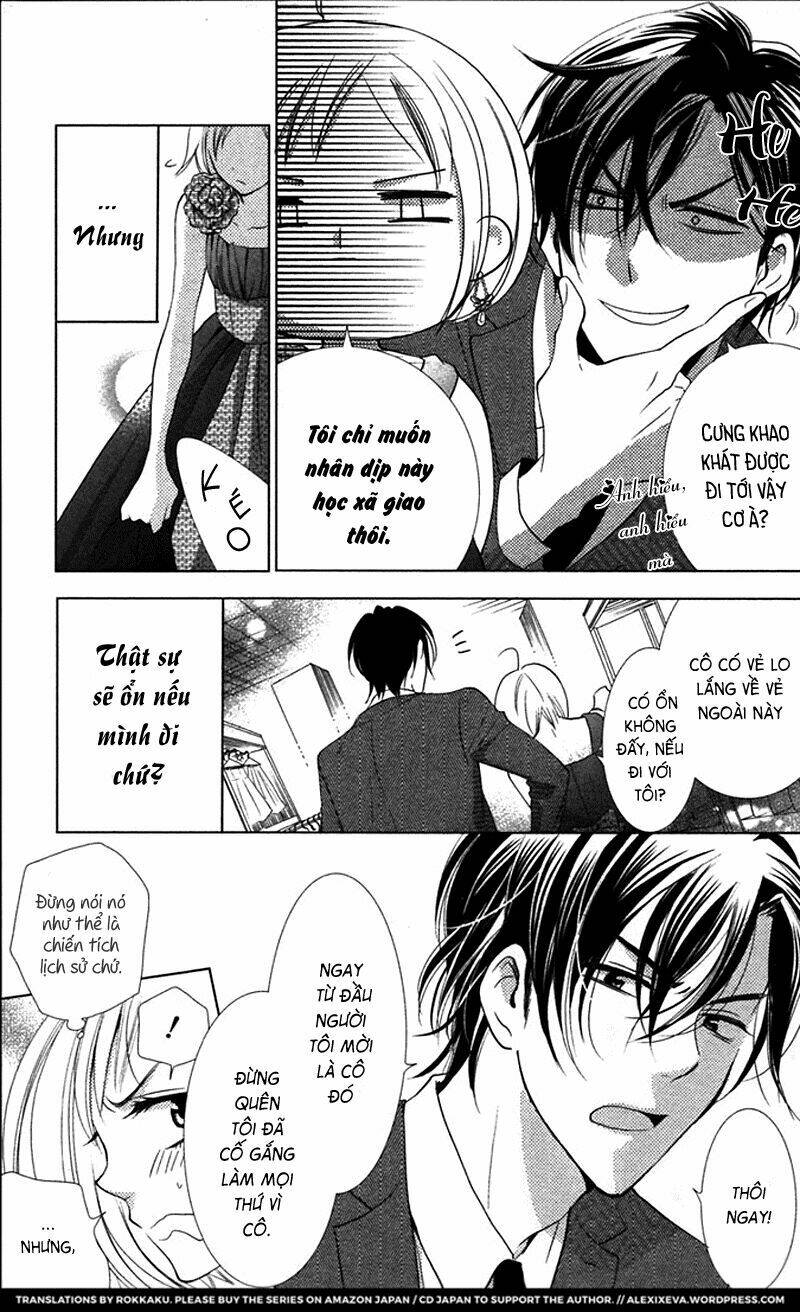 He
He
CƯNG KHAO
KHÁT ĐƯỢC
ĐI TỚI VẬY
CƠ À?
Anh hiểu,
anh hiểu
mà
Tôi chỉ muốn
nhân dịp này
học xã giao
thôi.
...
Nhưng
KÉO
CÔ CÓ VẺ LO
LẮNG VỀ VẺ
NGOÀI NÀY
CÓ ỔN
KHÔNG
ĐẤY, NẾU
ĐI VỚI
TÔI?
Thật sự
sẽ ổn nếu
mình đi
chứ?
THÔI
NGAY!
NGAY
TỪ ĐẦU
NGƯỜI
TÔI MỜI
LÀ CÔ
ĐÓ
ĐỪNG
QUÊN
TÔI ĐÃ
CỐ GẮNG
LÀM MỌI
THỨ VÌ
CÔ.
!
Đừng nói nó
như thể là
chiến tích
lịch sử chứ.
...
NHƯNG,
TRANSLATIONS BY ROKKAKU. PLEASE BUY THE SERIES ON AMAZON JAPAN / CD JAPAN TO SUPPORT THE AUTHOR. // ALEXIXEVA.WORDPRESS.COM